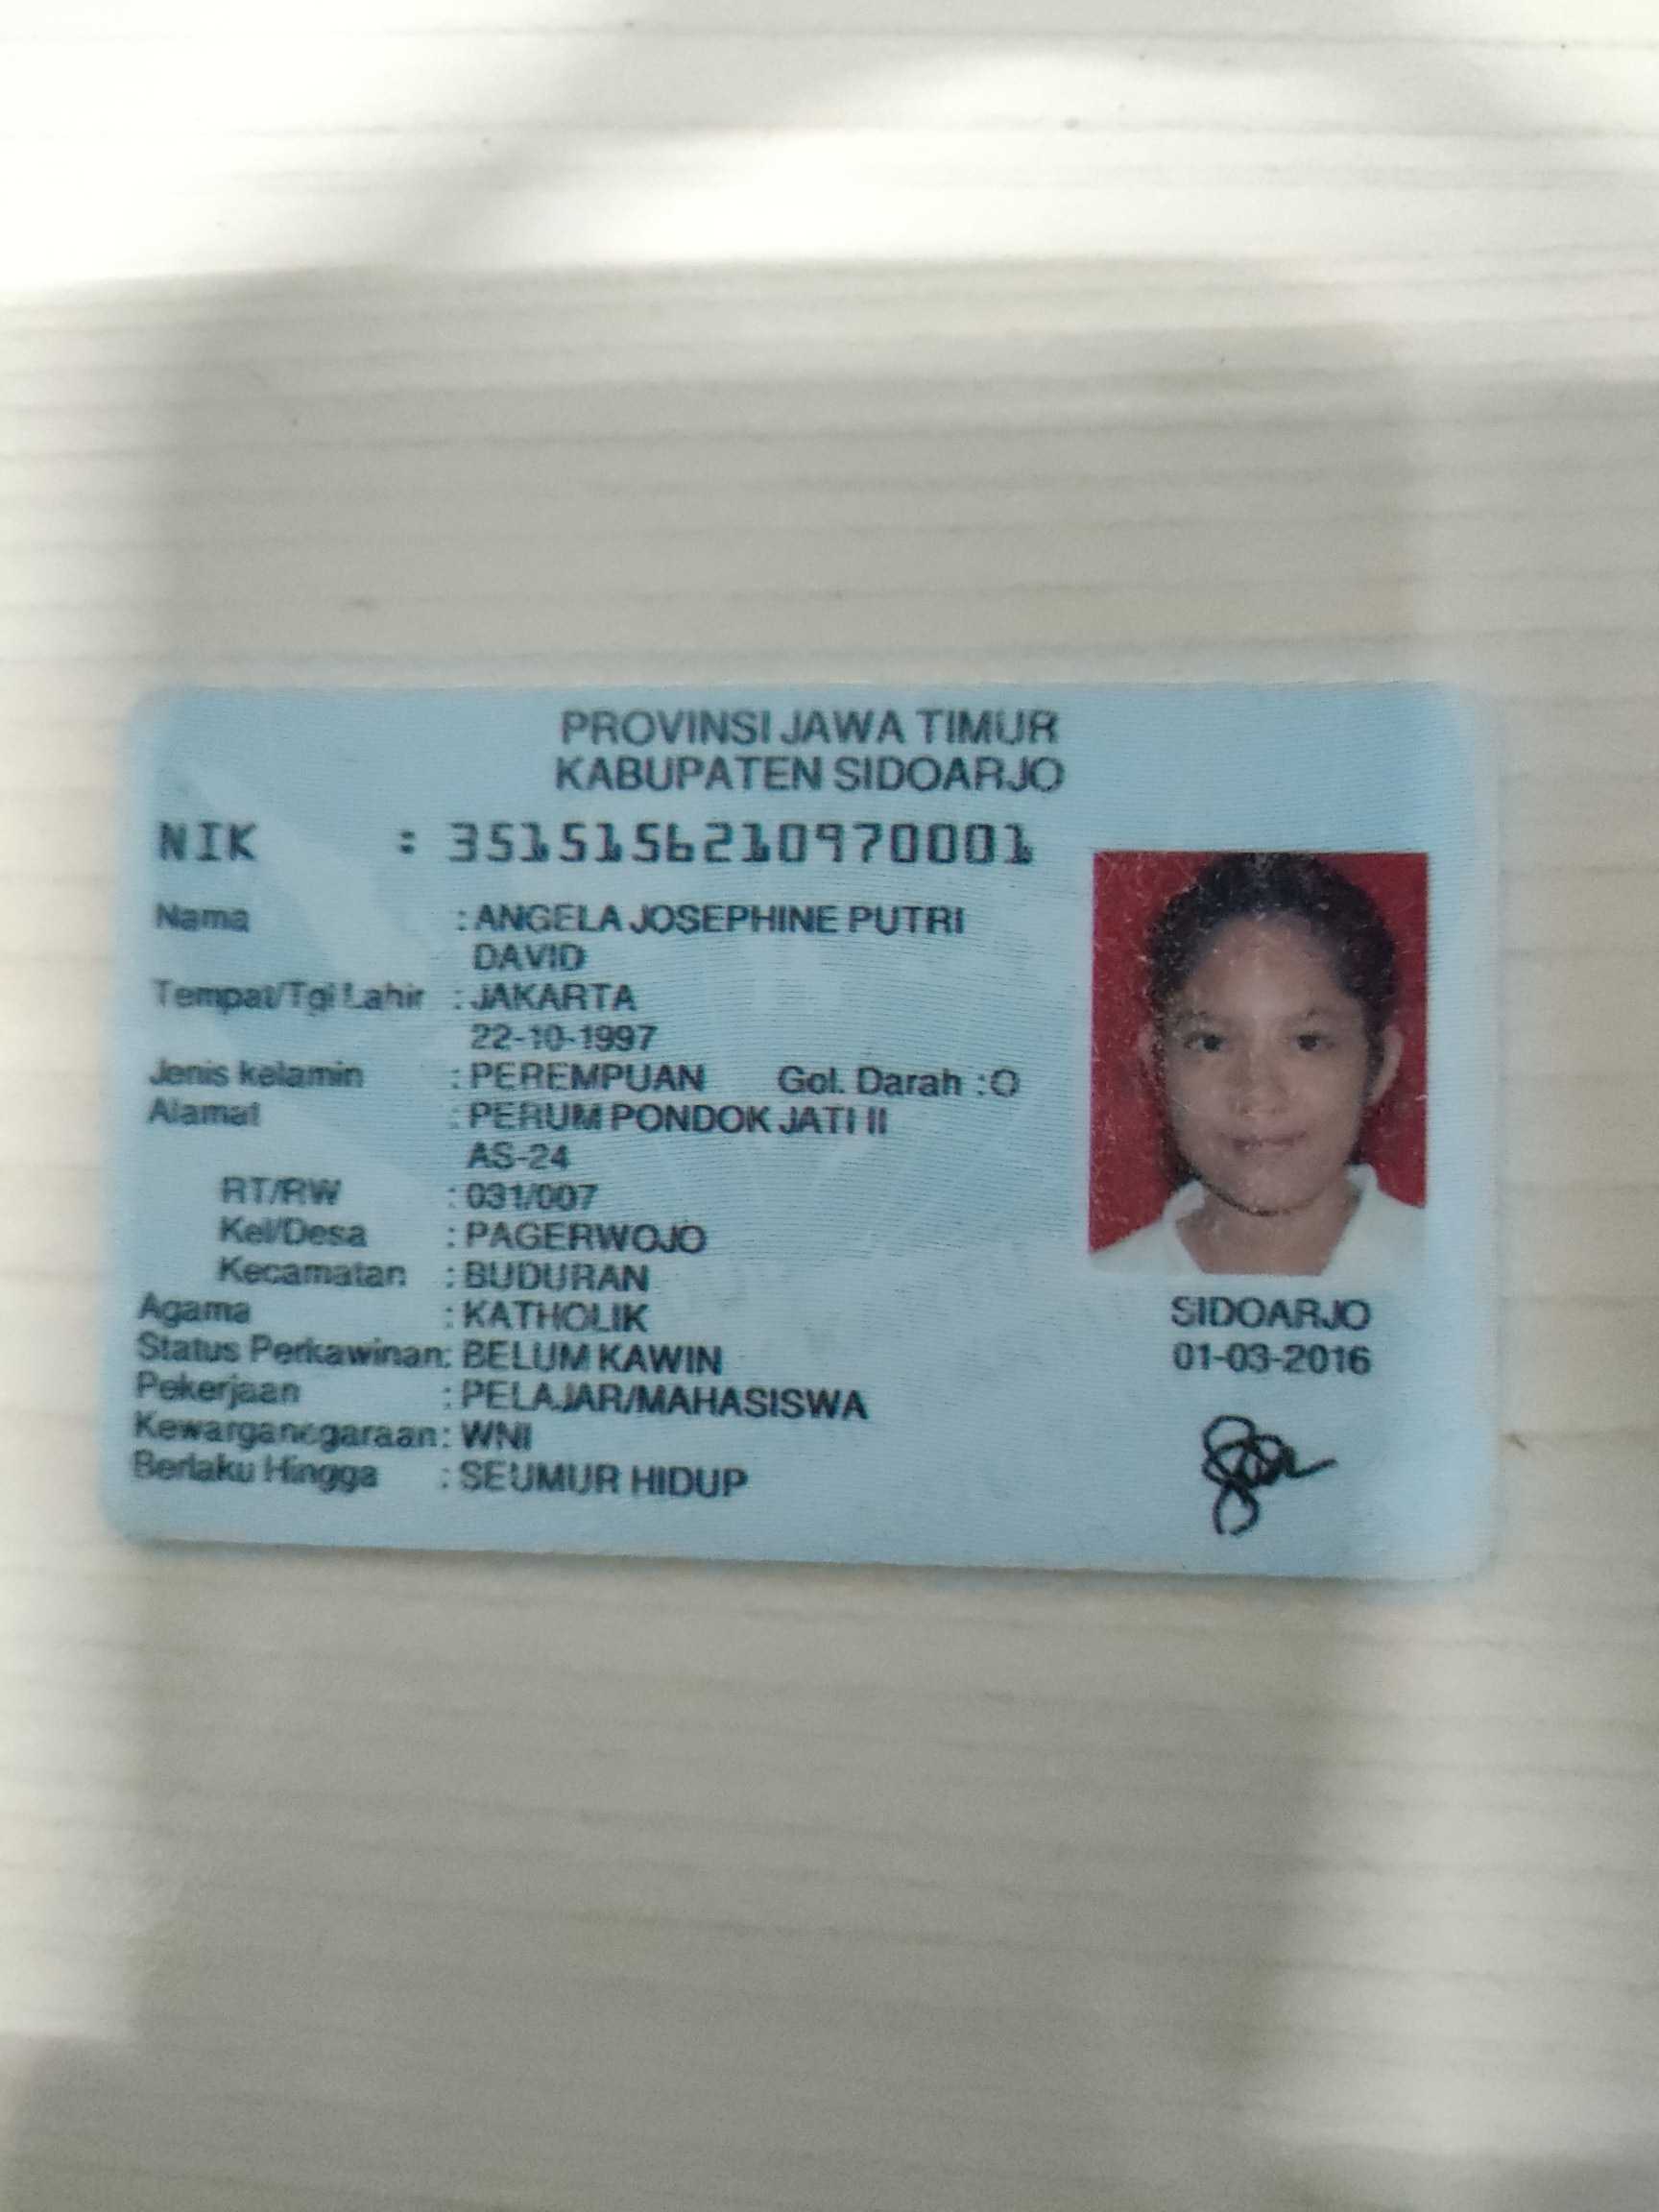 PROVINSI JAWA TIMUR
KABUPATEN SIDOARJO
NIK : 3515156210970001
Nama : ANGELA JOSEPHINE PUTRI
DAVID
Tempat/Tgl Lahir : JAKARTA
22-10-1997
Jenis kelamin : PEREMPUAN Gol. Darah : O
Alamat : PERUM PONDOK JATI II
AS-24
RT/RW : 031/007
Kel/Desa : PAGERWOJO
Kecamatan : BUDURAN
Agama : KATHOLIK
Status Perkawinan: BELUM KAWIN
Pekerjaan : PELAJAR/MAHASISWA
Kewarganegaraan: WNI
Berlaku Hingga : SEUMUR HIDUP
SIDOARJO
01-03-2016